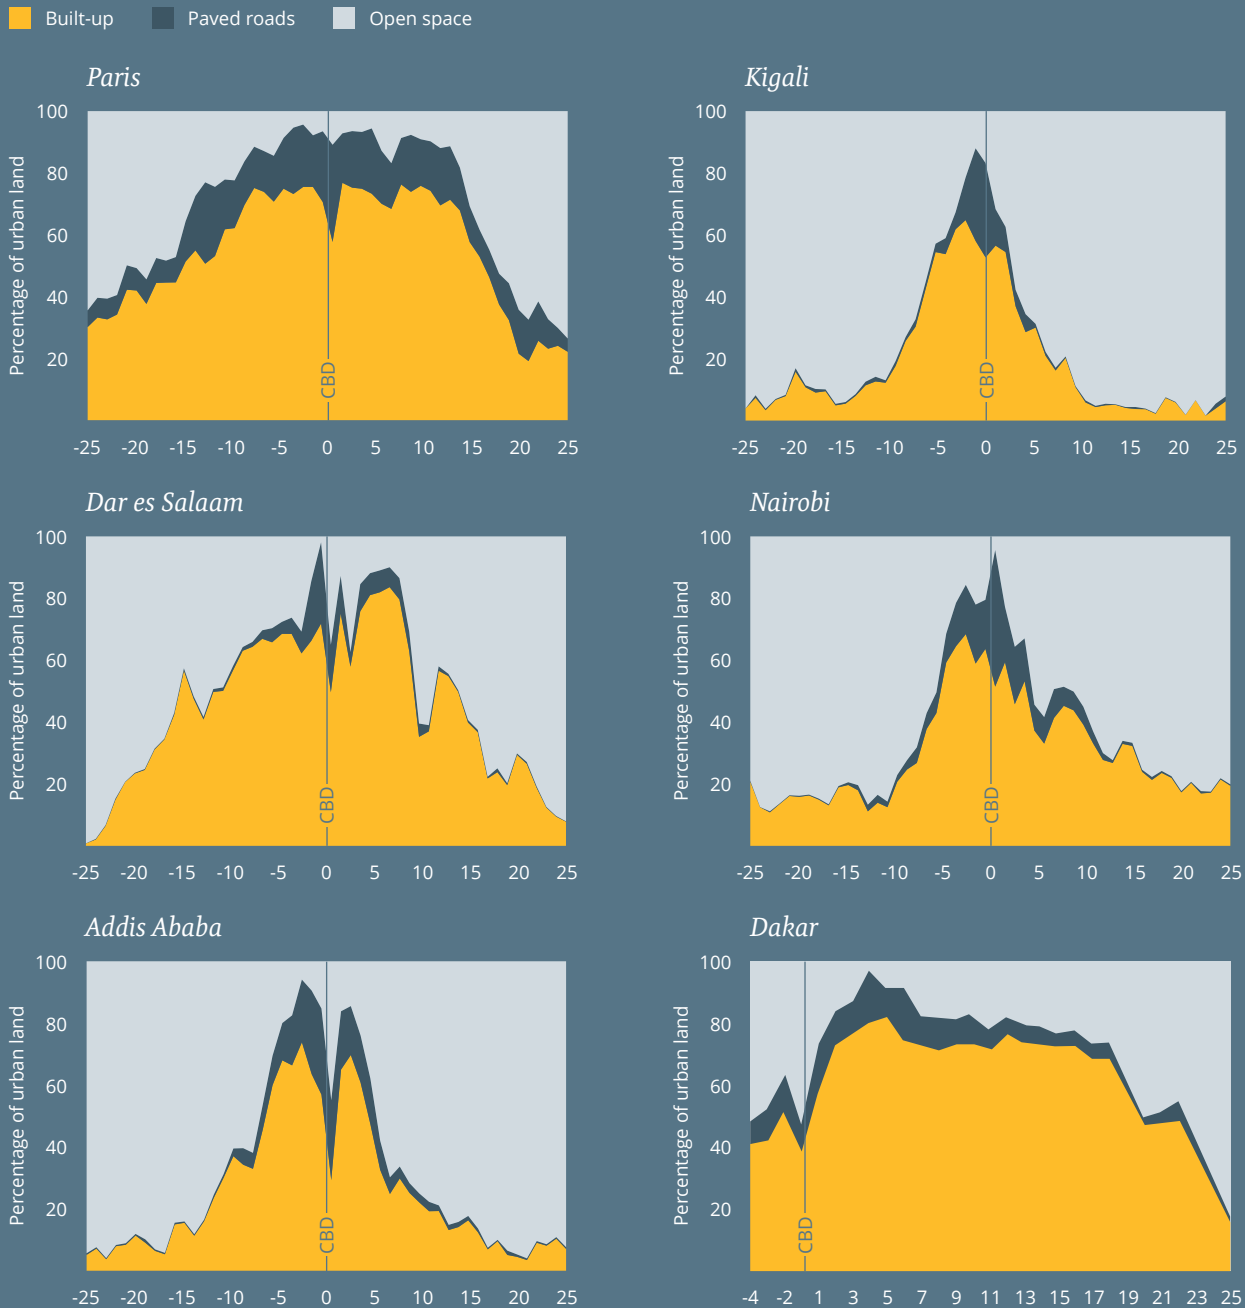 Built-up Paved roads Open space
Paris
Percentage of urban land
100
80
60
40
20
CBD
-25 -20 -15 -10 -5 0 5 10 15 20 25
Kigali
Percentage of urban land
100
80
60
40
20
CBD
-25 -20 -15 -10 -5 0 5 10 15 20 25
Dar es Salaam
Percentage of urban land
100
80
60
40
20
CBD
-25 -20 -15 -10 -5 0 5 10 15 20 25
Nairobi
Percentage of urban land
100
80
60
40
20
CBD
-25 -20 -15 -10 -5 0 5 10 15 20 25
Addis Ababa
Percentage of urban land
100
80
60
40
20
CBD
-25 -20 -15 -10 -5 0 5 10 15 20 25
Dakar
Percentage of urban land
100
80
60
40
20
CBD
-4 -2 1 3 5 7 9 11 13 15 17 19 21 23 25